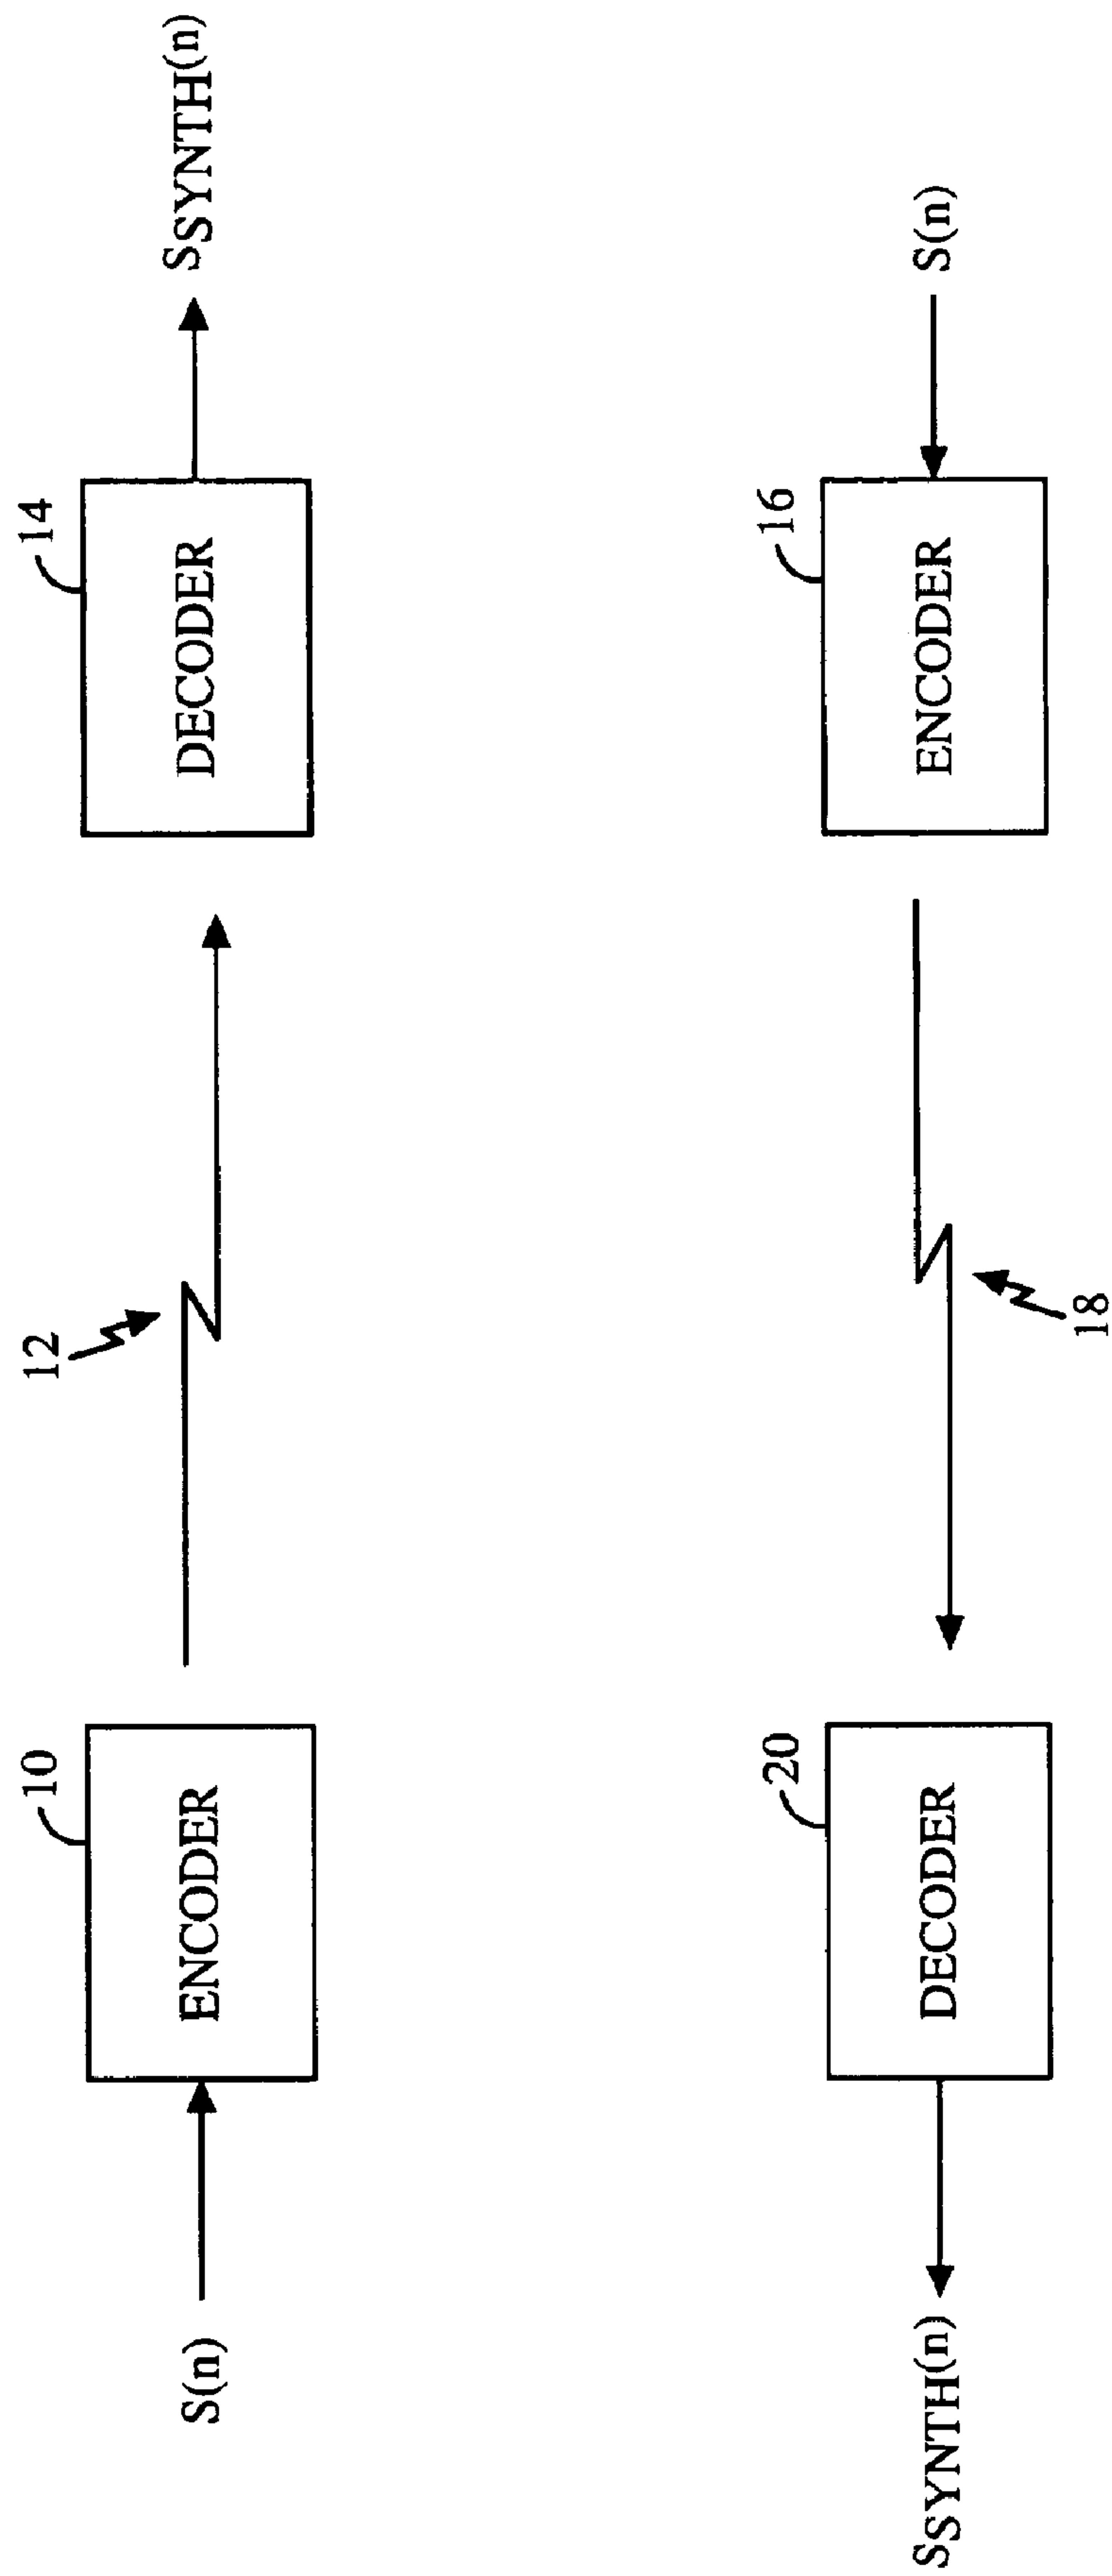 10
12
14
S(n)
ENCODER
DECODER
SSYNTH(n)
20
16
SSYNTH(n)
DECODER
ENCODER
S(n)
18